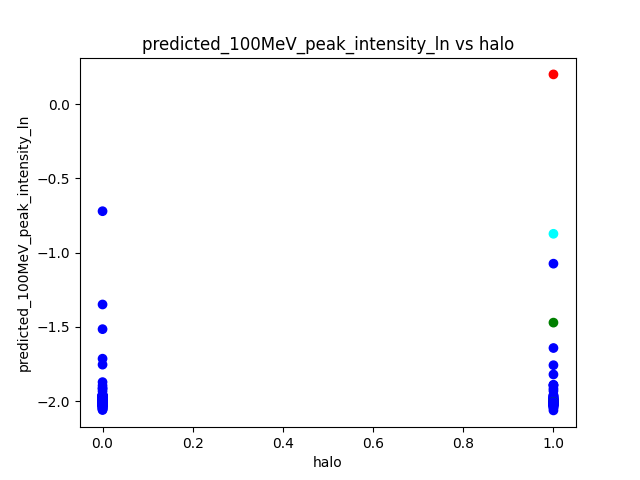 predicted_100MeV_peak_intensity_ln vs halo
predicted_100MeV_peak_intensity_ln
0.0
−0.5
−1.0
−1.5
−2.0
0.0 0.2 0.4 0.6 0.8 1.0
halo